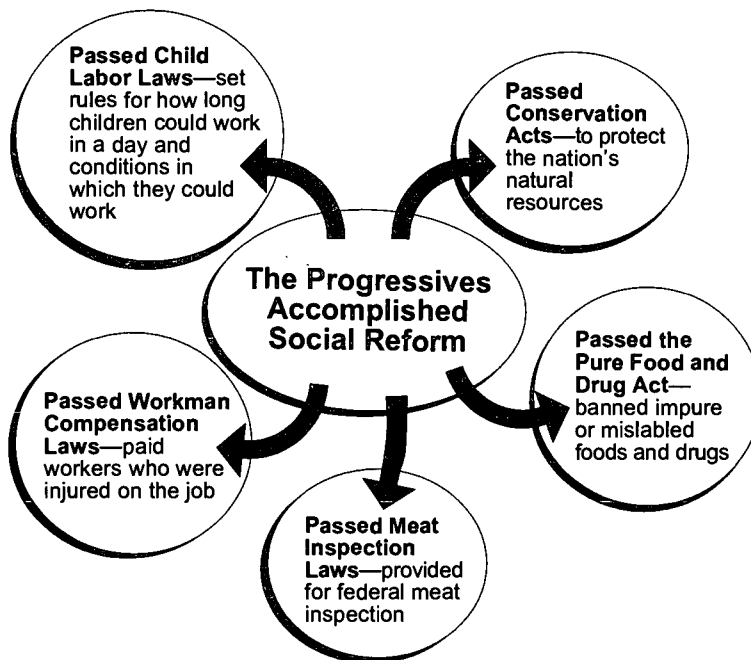 Passed Child
Labor Laws—set
rules for how long
children could work
in a day and
conditions in
which they could
work
Passed
Conservation
Acts—to protect
the nation's
natural
resources
The Progressives
Accomplished
Social Reform
Passed the
Pure Food and
Drug Act—
banned impure
or mislabled
foods and drugs
Passed Workman
Compensation
Laws—paid
workers who were
injured on the job
Passed Meat
Inspection
Laws—provided
for federal meat
inspection